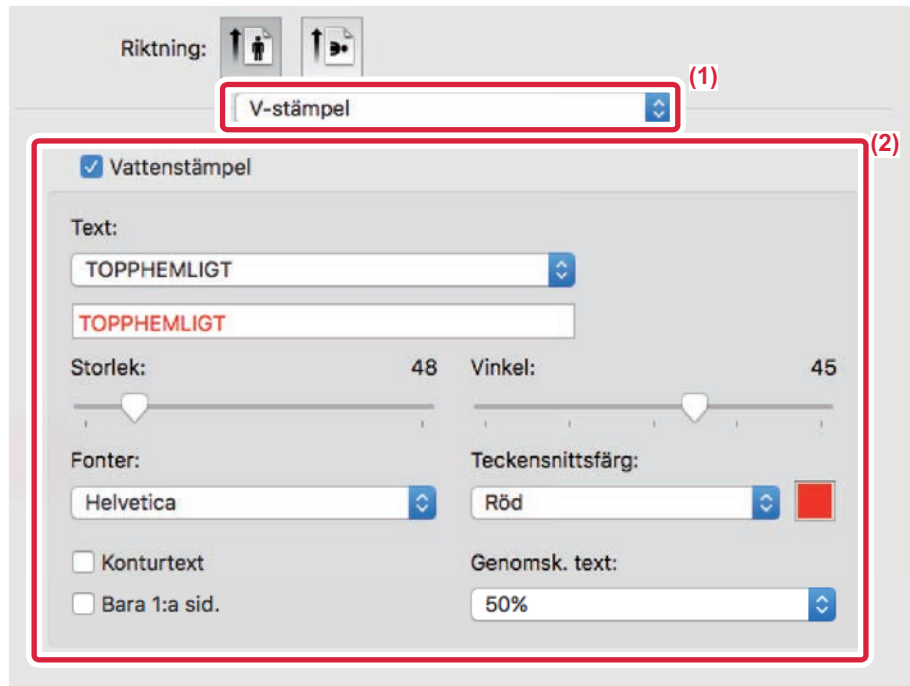 Riktning:
(1)
V-stämpel
(2)
Vattenstämpel
Text:
TOPPHEMLIGT
TOPPHEMLIGT
Storlek: 48 Vinkel: 45
Fonter: Teckensnittsfärg:
Helvetica Röd
Konturtext Genomsk. text:
Bara 1:a sid. 50%